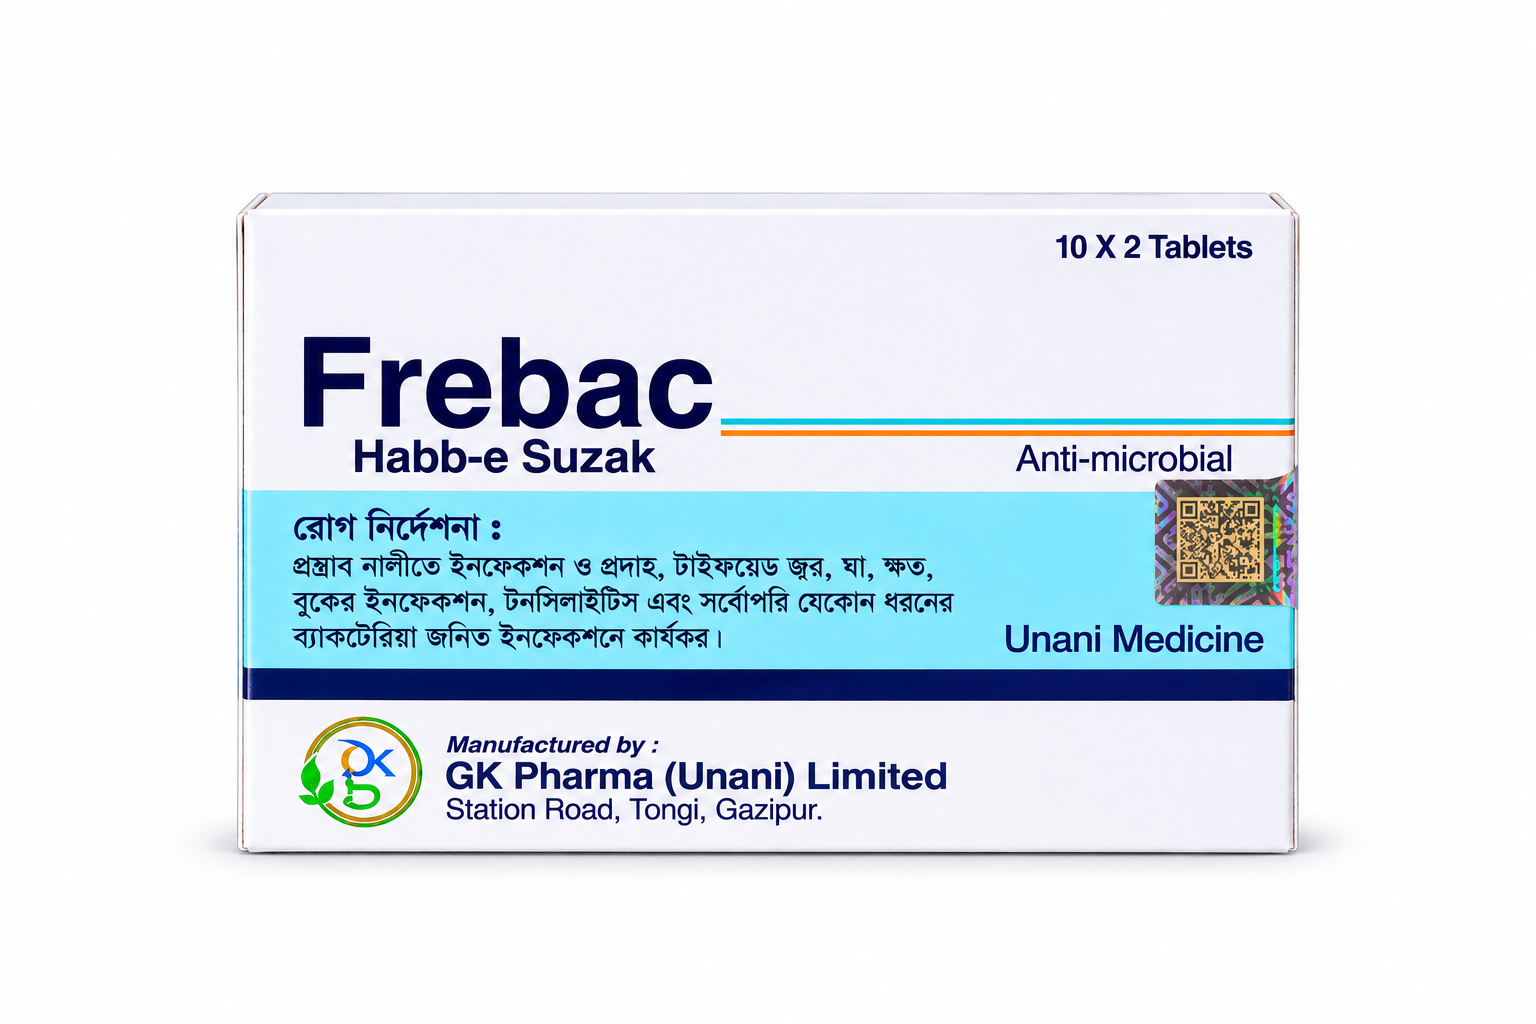 10 X 2 Tablets
Frebac
Habb-e Suzak
Anti-microbial
রোগ নির্দেশনা :
প্রস্রাব নালীতে ইনফেকশন ও প্রদাহ, টাইফয়েড জ্বর, ঘা, ক্ষত,
বুকের ইনফেকশন, টনসিলাইটিস এবং সর্বোপরি যেকোন ধরনের
ব্যাকটেরিয়া জনিত ইনফেকশনে কার্যকর।
Unani Medicine
Manufactured by :
GK Pharma (Unani) Limited
Station Road, Tongi, Gazipur.